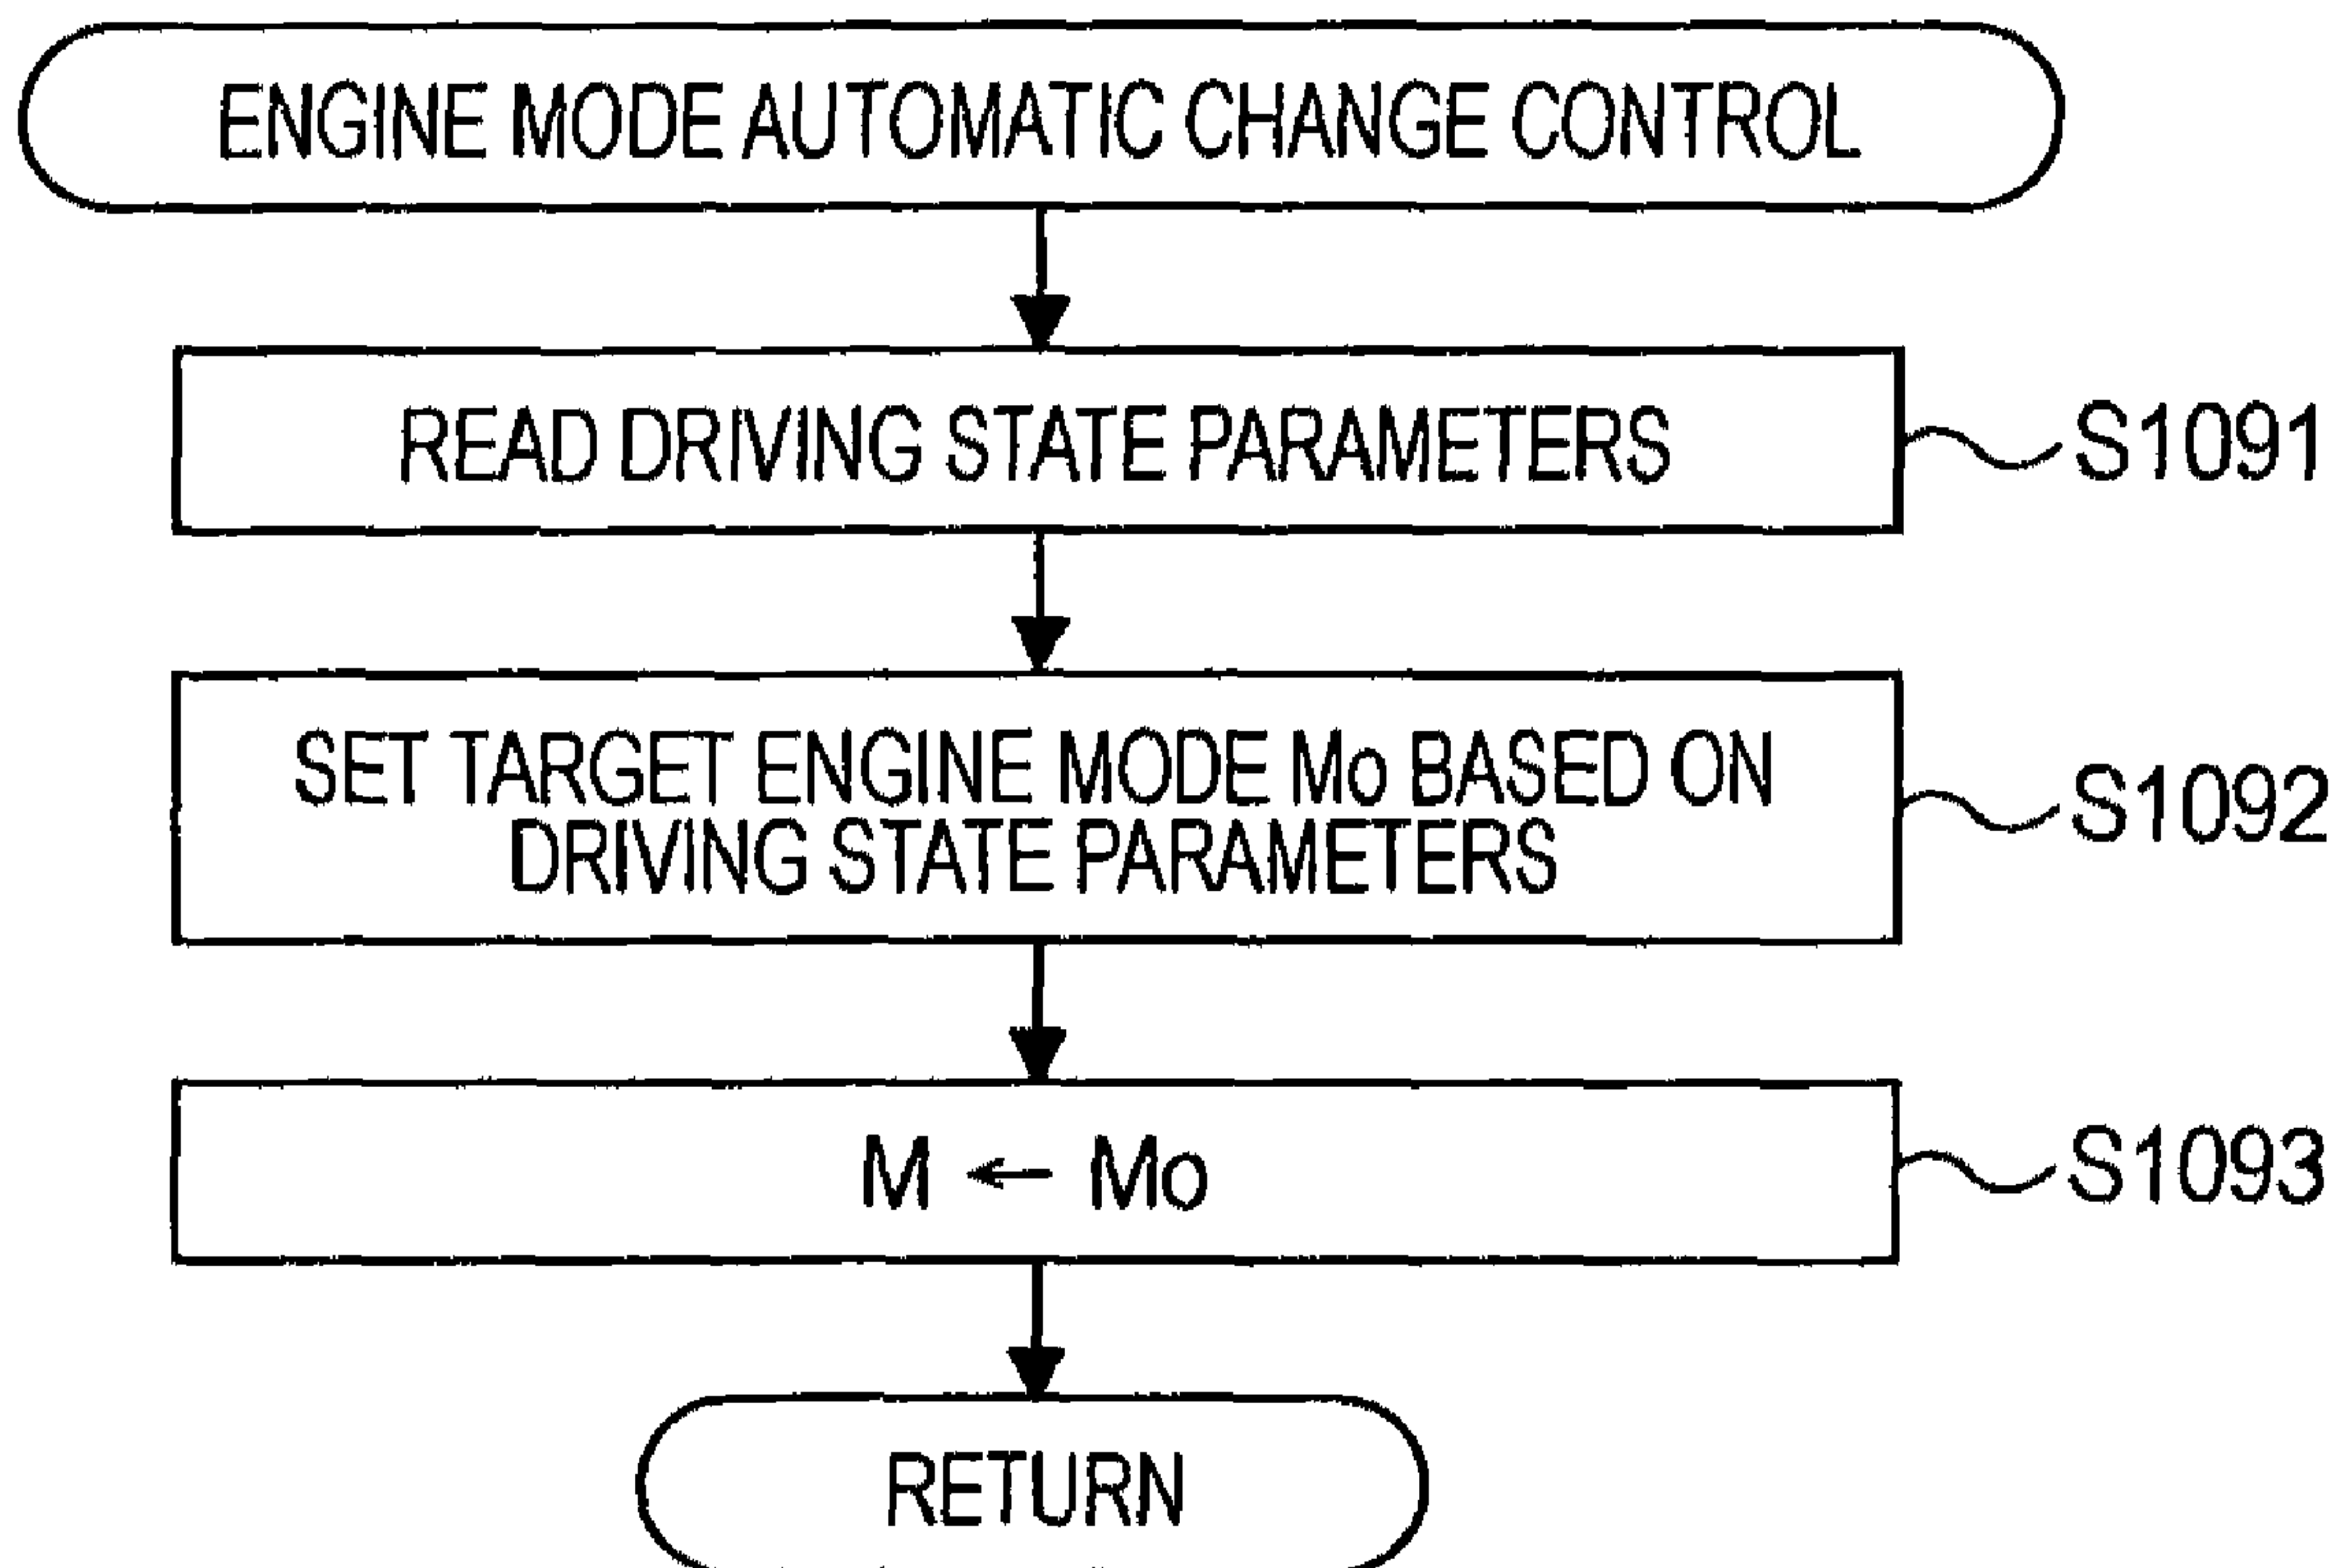 ENGINE MODE AUTOMATIC CHANGE CONTROL
READ DRIVING STATE PARAMETERS
S1091
SET TARGET ENGINE MODE Mo BASED ON
DRIVING STATE PARAMETERS
S1092
M ← Mo
S1093
RETURN